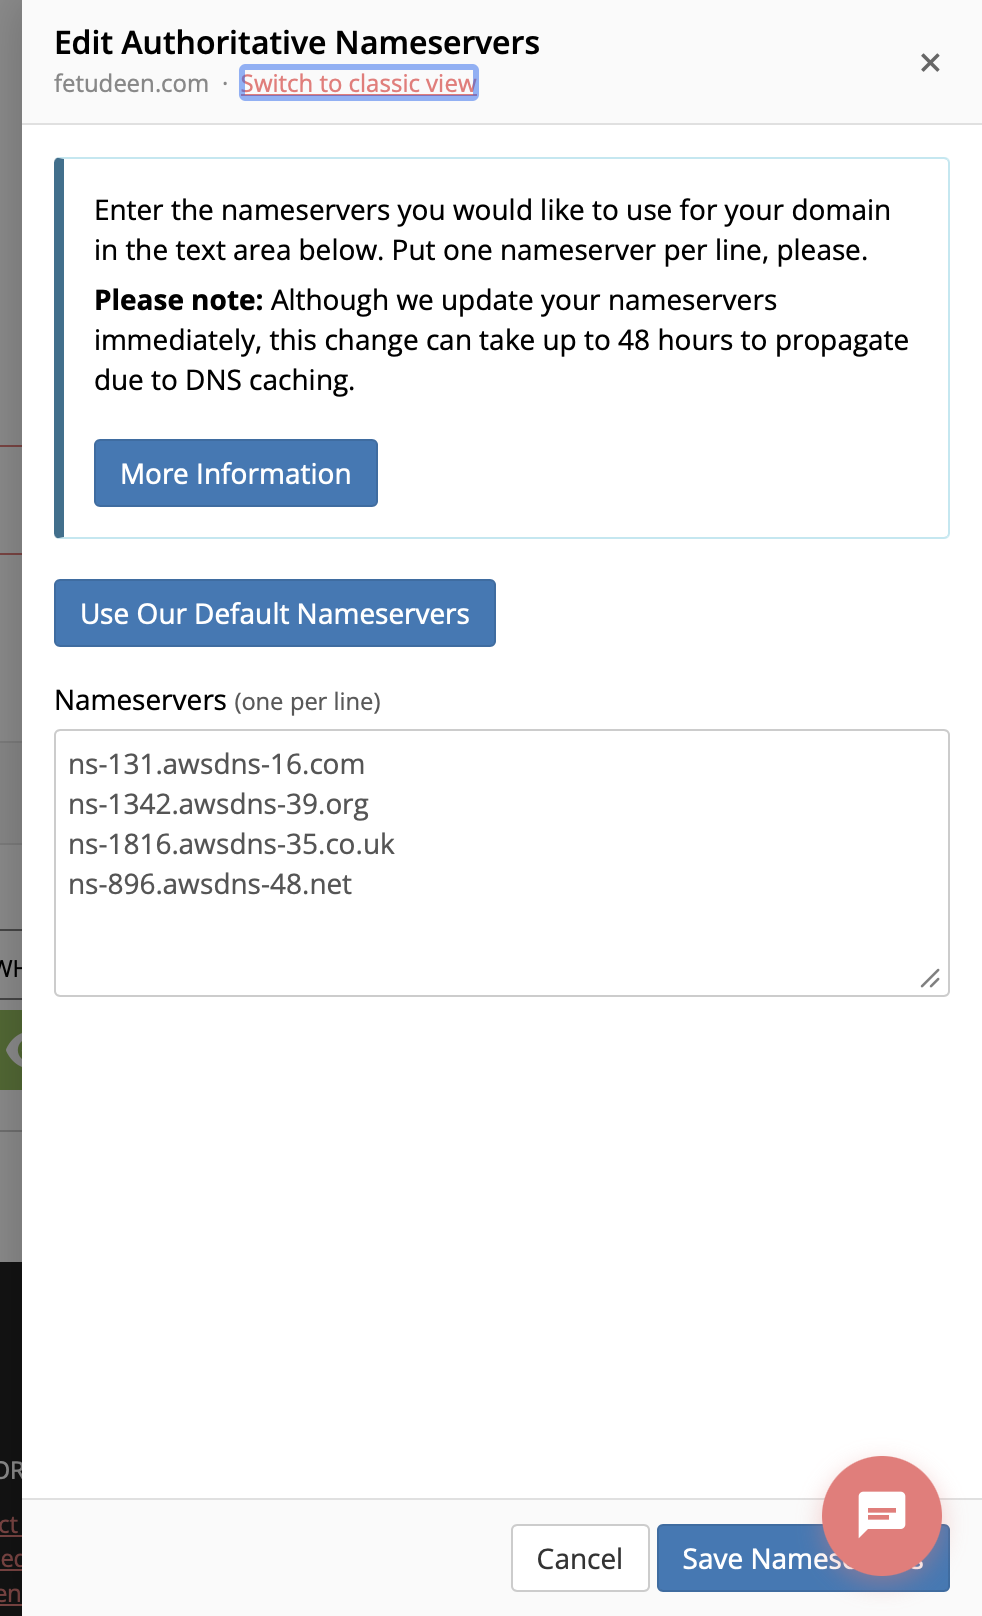 Edit Authoritative Nameservers
fetudeen.com · Switch to classic view
Enter the nameservers you would like to use for your domain
in the text area below. Put one nameserver per line, please.
Please note: Although we update your nameservers
immediately, this change can take up to 48 hours to propagate
due to DNS caching.
More Information
Use Our Default Nameservers
Nameservers (one per line)
ns-131.awsdns-16.com
ns-1342.awsdns-39.org
ns-1816.awsdns-35.co.uk
ns-896.awsdns-48.net
Cancel
Save